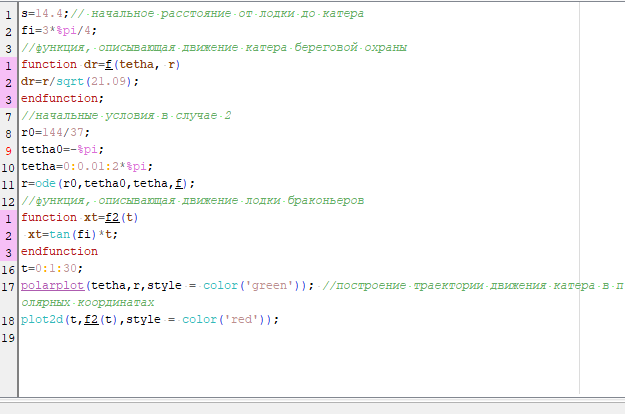 1 s=14.4;// начальное расстояние от лодки до катера
2 fi=3*%pi/4;
3 //функция, описывающая движение катера береговой охраны
1 function dr=f(tetha, r)
2 dr=r/sqrt(21.09);
3 endfunction;
7 //начальные условия в случае 2
8 r0=144/37;
9 tetha0=-%pi;
10 tetha=0:0.01:2*%pi;
11 r=ode(r0,tetha0,tetha,f);
12 //функция, описывающая движение лодки браконьеров
1 function xt=f2(t)
2 xt=tan(fi)*t;
3 endfunction
16 t=0:1:30;
17 polarplot(tetha,r,style = color('green')); //построение траектории движения катера в п
олярных координатах
18 plot2d(t,f2(t),style = color('red'));
19